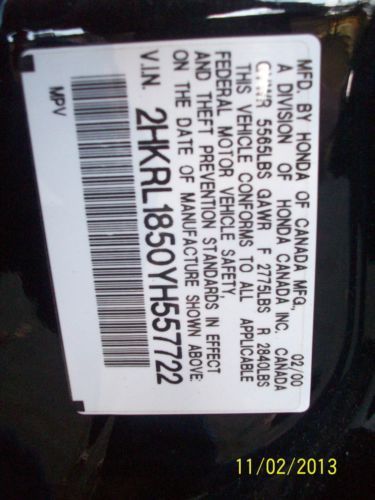 MFD. BY HONDA OF CANADA MFG.,
A DIVISION OF HONDA CANADA INC. CANADA 02/00
GVWR 5565LBS GAWR F 2775LBS R 2840LBS
THIS VEHICLE CONFORMS TO ALL APPLICABLE
FEDERAL MOTOR VEHICLE SAFETY
AND THEFT PREVENTION STANDARDS IN EFFECT
ON THE DATE OF MANUFACTURE SHOWN ABOVE.
V.I.N. 2HKRL1850YH557722
MPV
11/02/2013